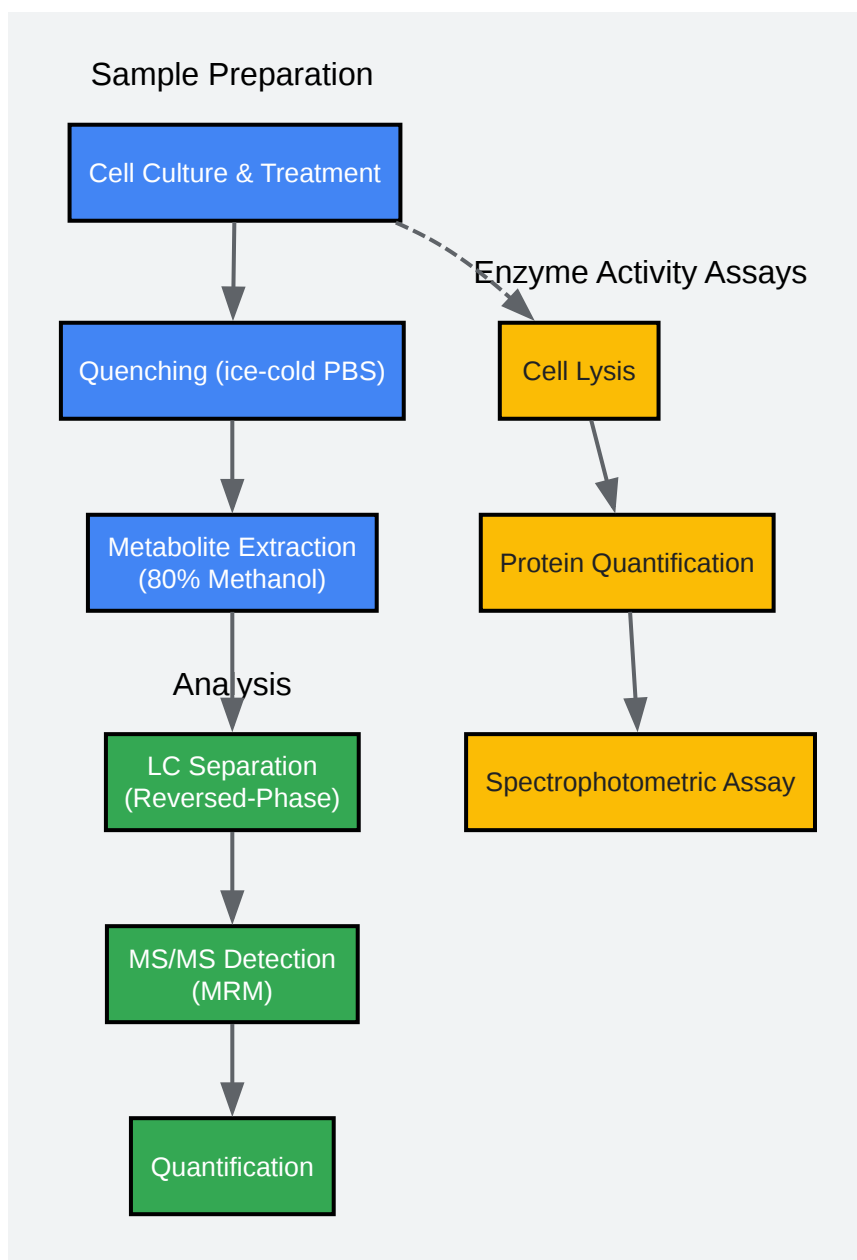 Sample Preparation
Cell Culture & Treatment
Quenching (ice-cold PBS)
Metabolite Extraction
(80% Methanol)
Analysis
LC Separation
(Reversed-Phase)
MS/MS Detection
(MRM)
Quantification
Enzyme Activity Assays
Cell Lysis
Protein Quantification
Spectrophotometric Assay